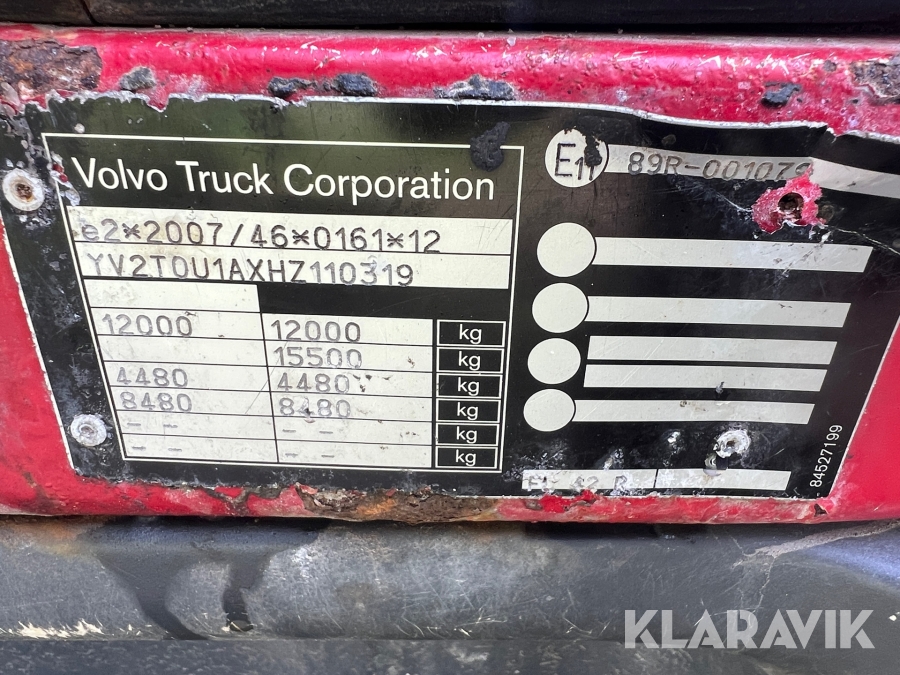 Volvo Truck Corporation
e2*2007/46*0161*12
YV2T0U1AXHZ110319
12000 12000 kg
15500 kg
4480 4480 kg
8480 8480 kg
- - - - kg
- - - - kg
E11 89R-001079
84527199
KLARAVIK